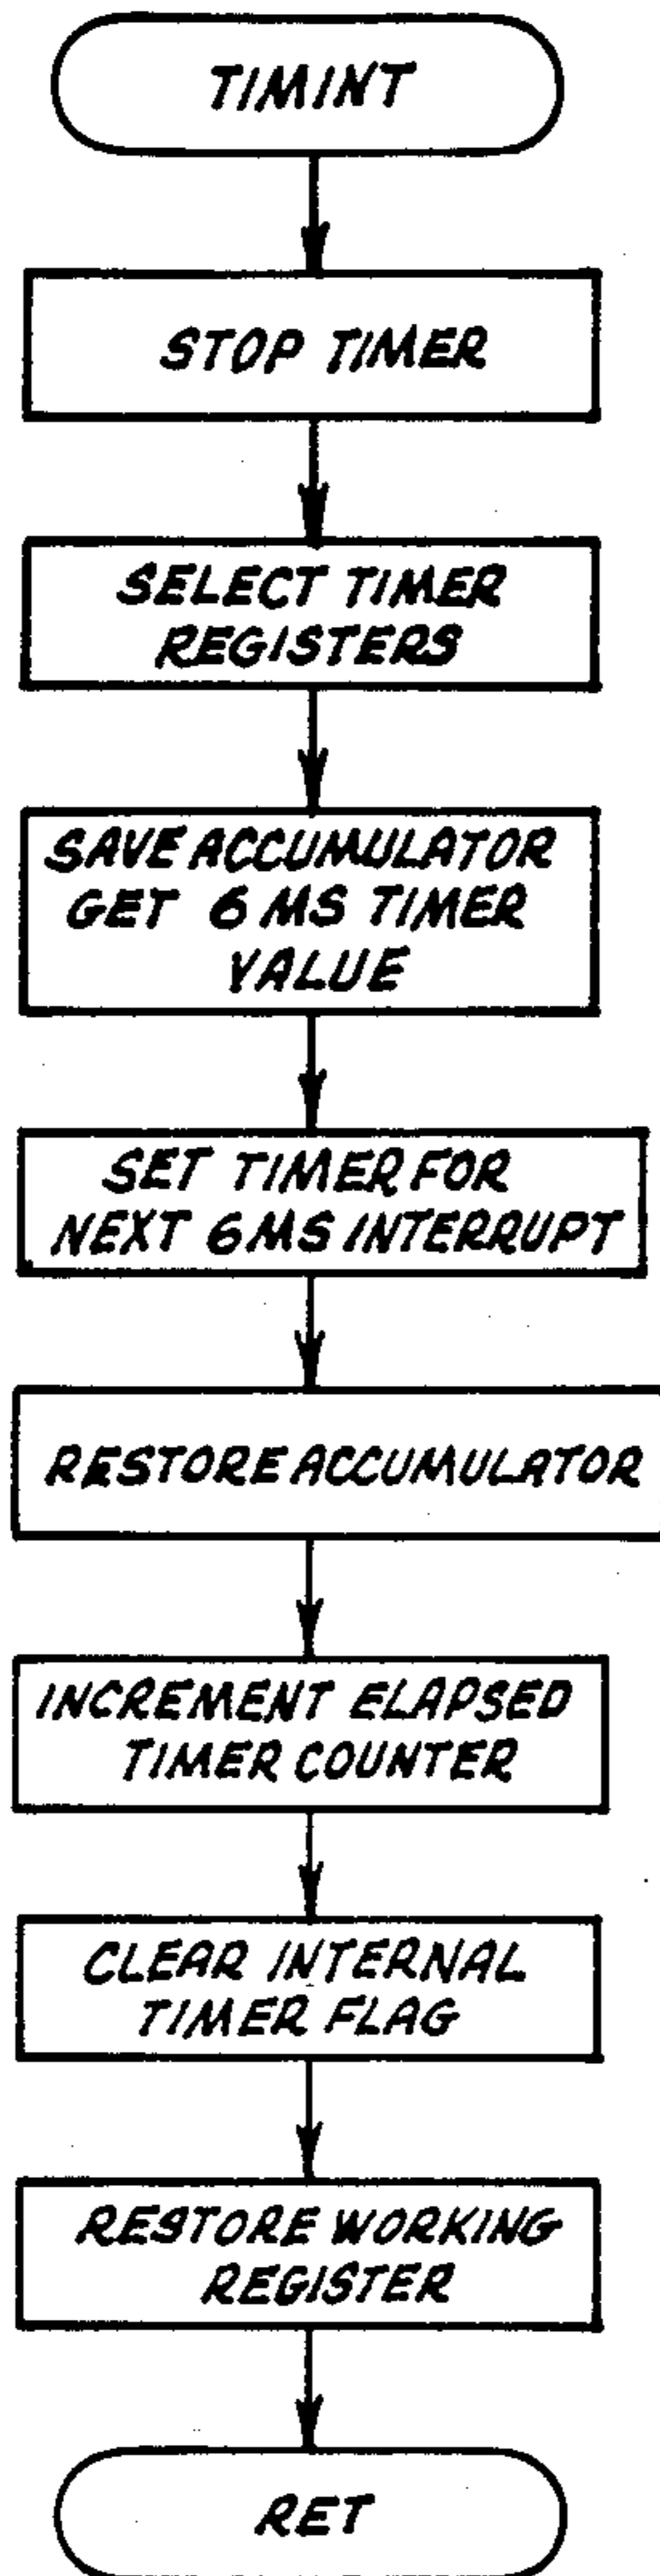 TIMINT
STOP TIMER
SELECT TIMER
REGISTERS
SAVE ACCUMULATOR
GET 6 MS TIMER
VALUE
SET TIMER FOR
NEXT 6MS INTERRUPT
RESTORE ACCUMULATOR
INCREMENT ELAPSED
TIMER COUNTER
CLEAR INTERNAL
TIMER FLAG
RESTORE WORKING
REGISTER
RET